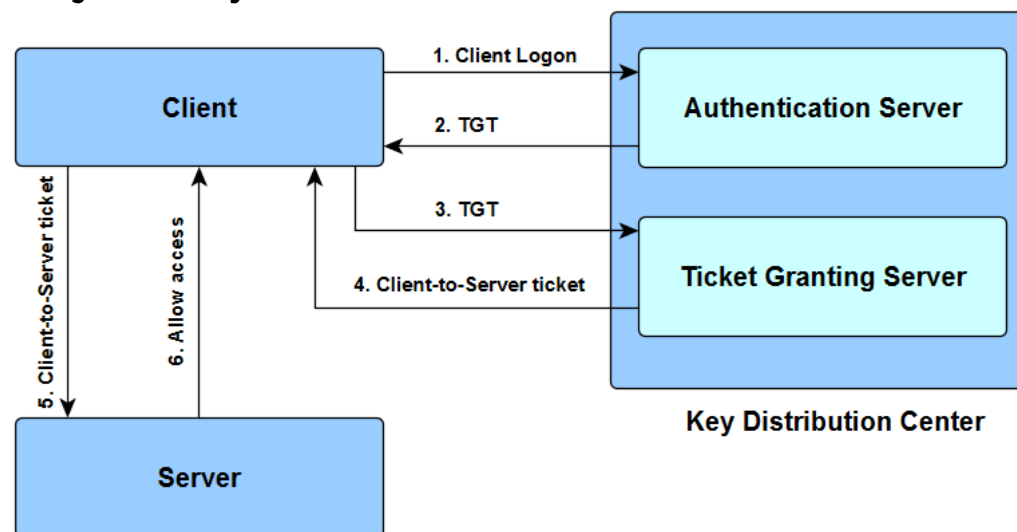 1. Client Logon
Client
Authentication Server
2. TGT
3. TGT
Ticket Granting Server
4. Client-to-Server ticket
5. Client-to-Server ticket
6. Allow access
Key Distribution Center
Server